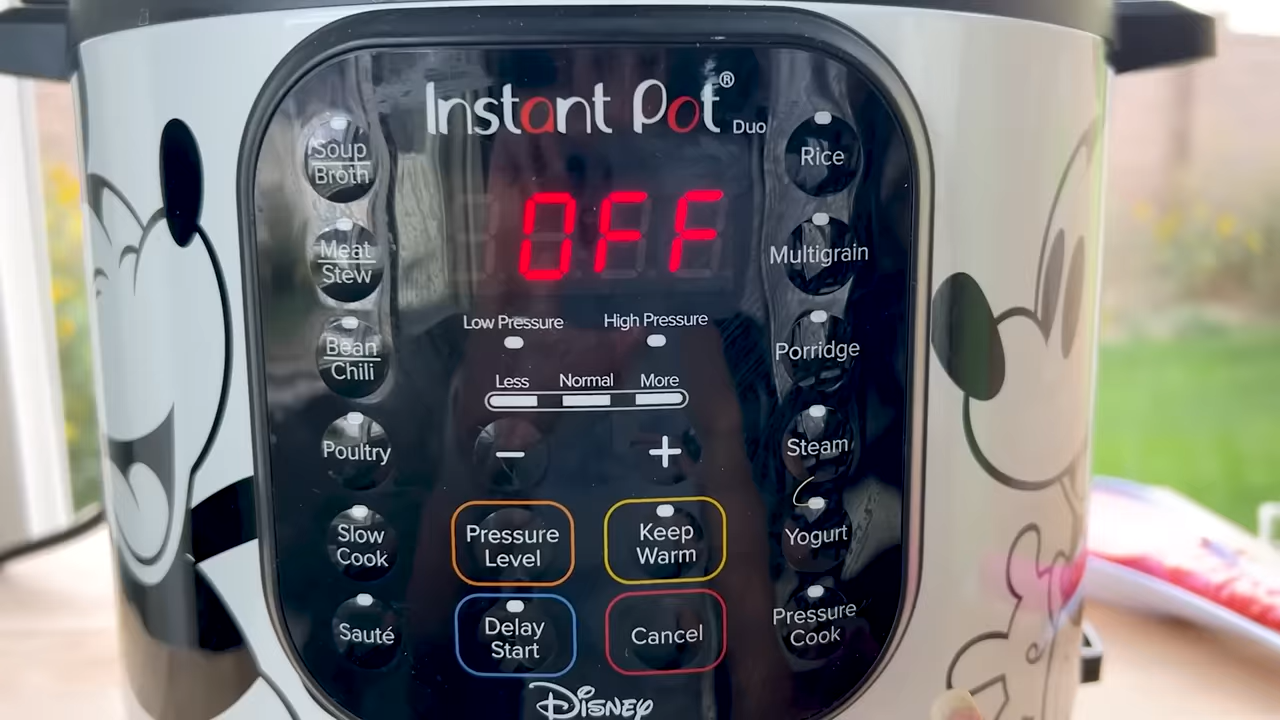 Instant Pot®
Duo
Soup
Broth
Rice
OFF
Meat
Stew
Multigrain
Low Pressure
High Pressure
Bean
Chili
Porridge
Less
Normal
More
Poultry
−
+
Steam
Slow
Cook
Pressure
Level
Keep
Warm
Yogurt
Sauté
Delay
Start
Cancel
Pressure
Cook
Disney